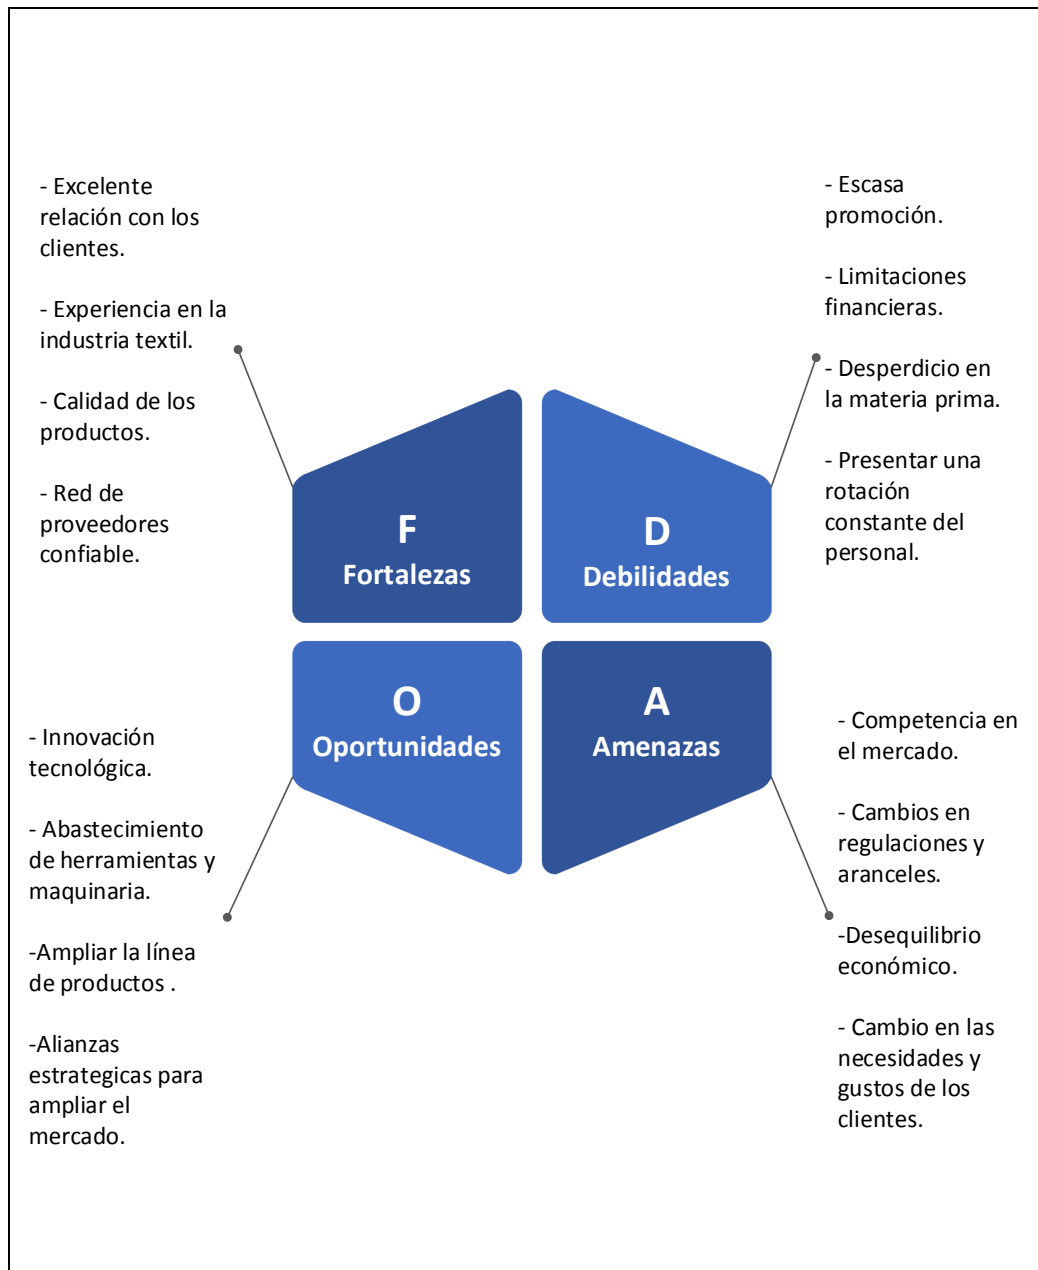 - Excelente
relación con los
clientes.
- Experiencia en la
industria textil.
- Calidad de los
productos.
- Red de
proveedores
confiable.
- Escasa
promoción.
- Limitaciones
financieras.
- Desperdicio en
la materia prima.
- Presentar una
rotación
constante del
personal.
F
Fortalezas
D
Debilidades
O
Oportunidades
A
Amenazas
- Innovación
tecnológica.
- Abastecimiento
de herramientas y
maquinaria.
-Ampliar la línea
de productos .
-Alianzas
estrategicas para
ampliar el
mercado.
- Competencia en
el mercado.
- Cambios en
regulaciones y
aranceles.
-Desequilibrio
económico.
- Cambio en las
necesidades y
gustos de los
clientes.